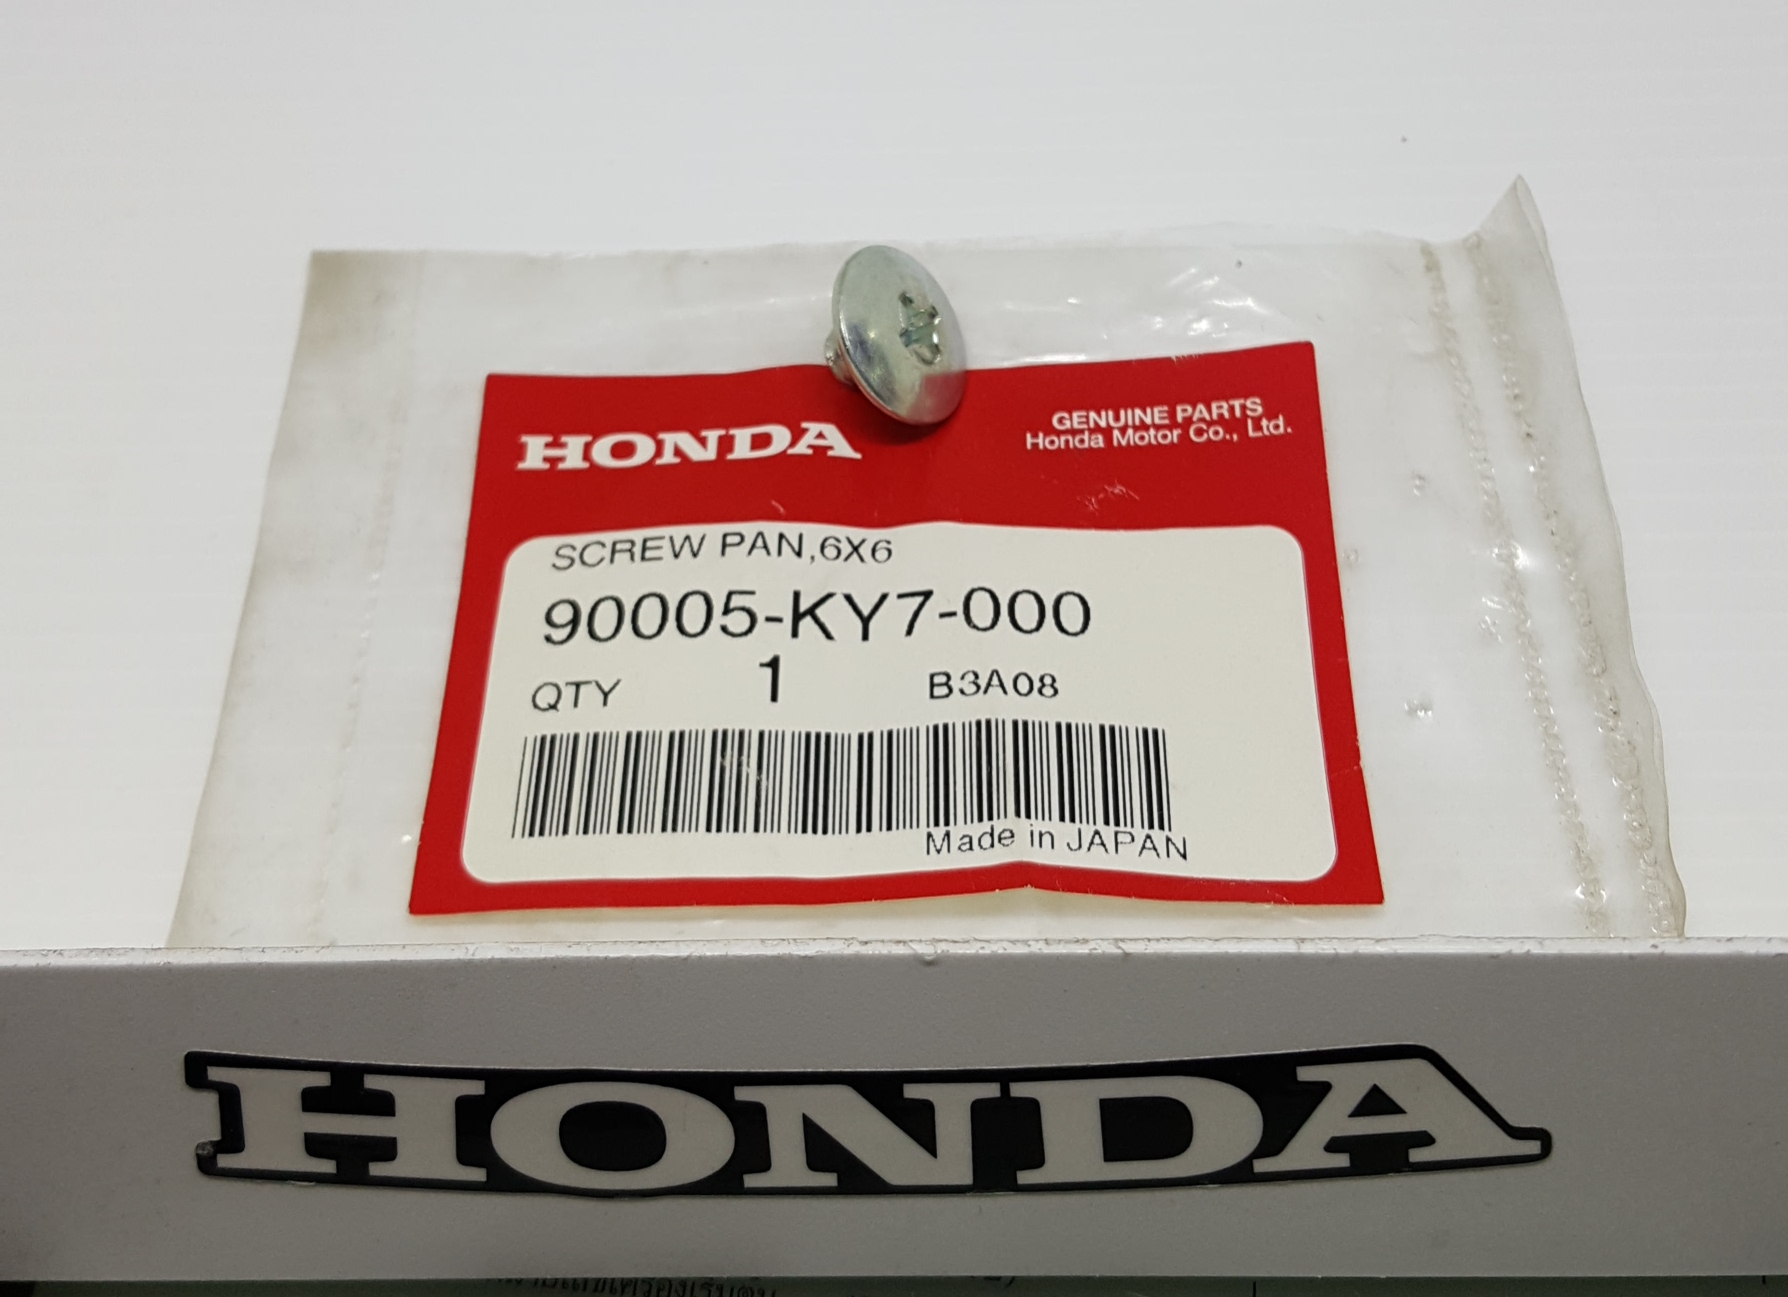 HONDA
GENUINE PARTS
Honda Motor Co., Ltd.
SCREW PAN,6X6
90005-KY7-000
QTY 1 B3A08
Made in JAPAN
HONDA